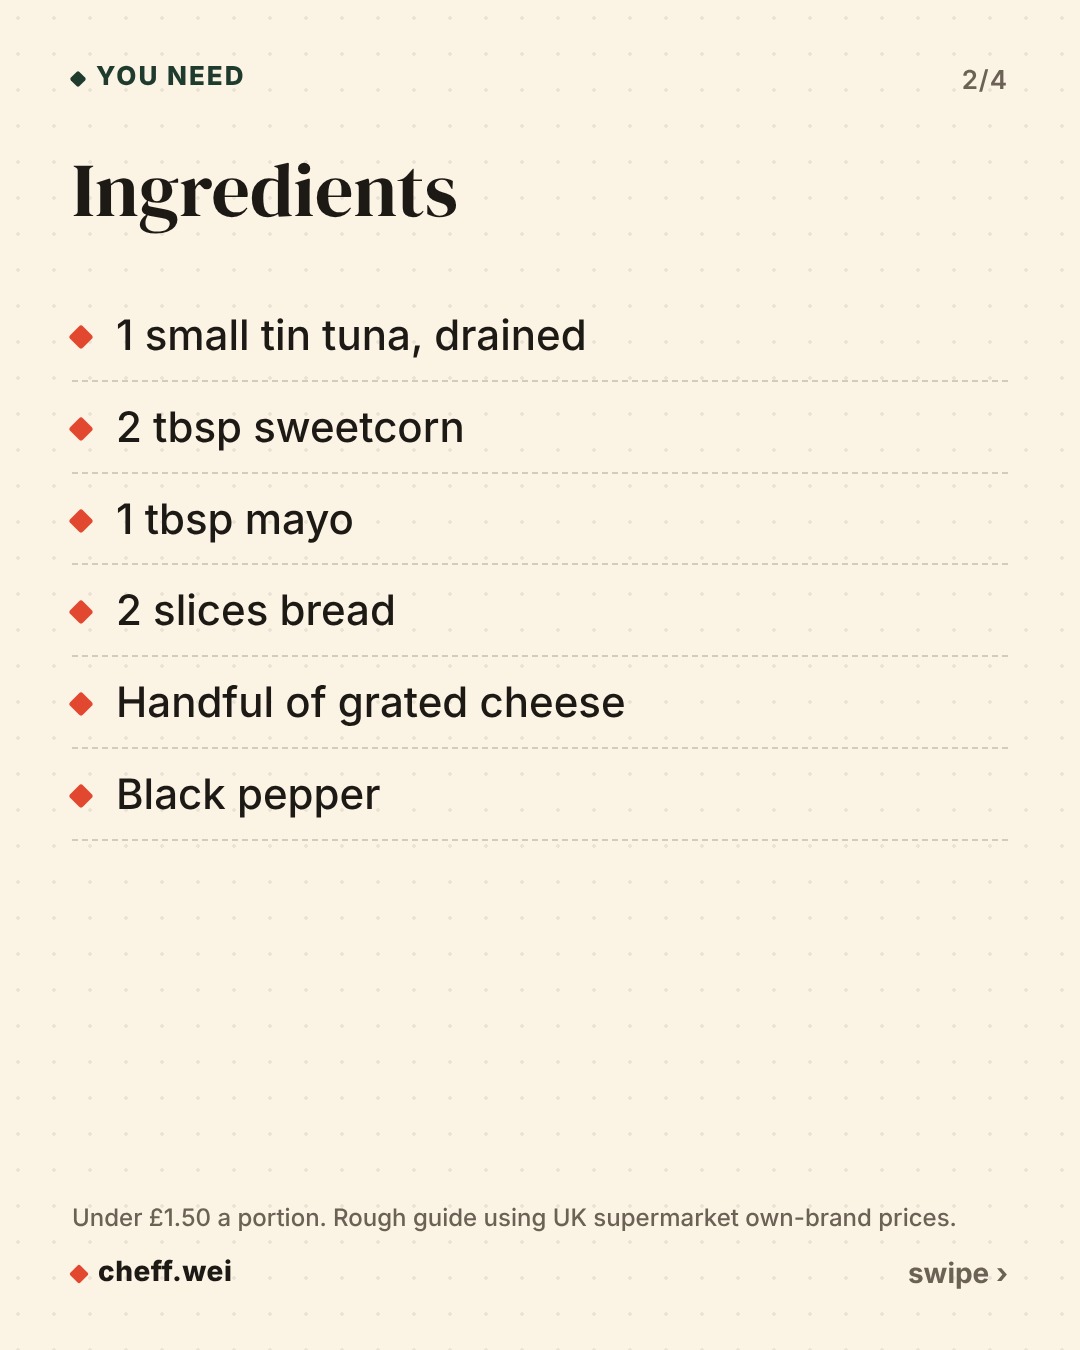 YOU NEED
2/4
Ingredients
1 small tin tuna, drained
2 tbsp sweetcorn
1 tbsp mayo
2 slices bread
Handful of grated cheese
Black pepper
Under £1.50 a portion. Rough guide using UK supermarket own-brand prices.
cheff.wei
swipe ›